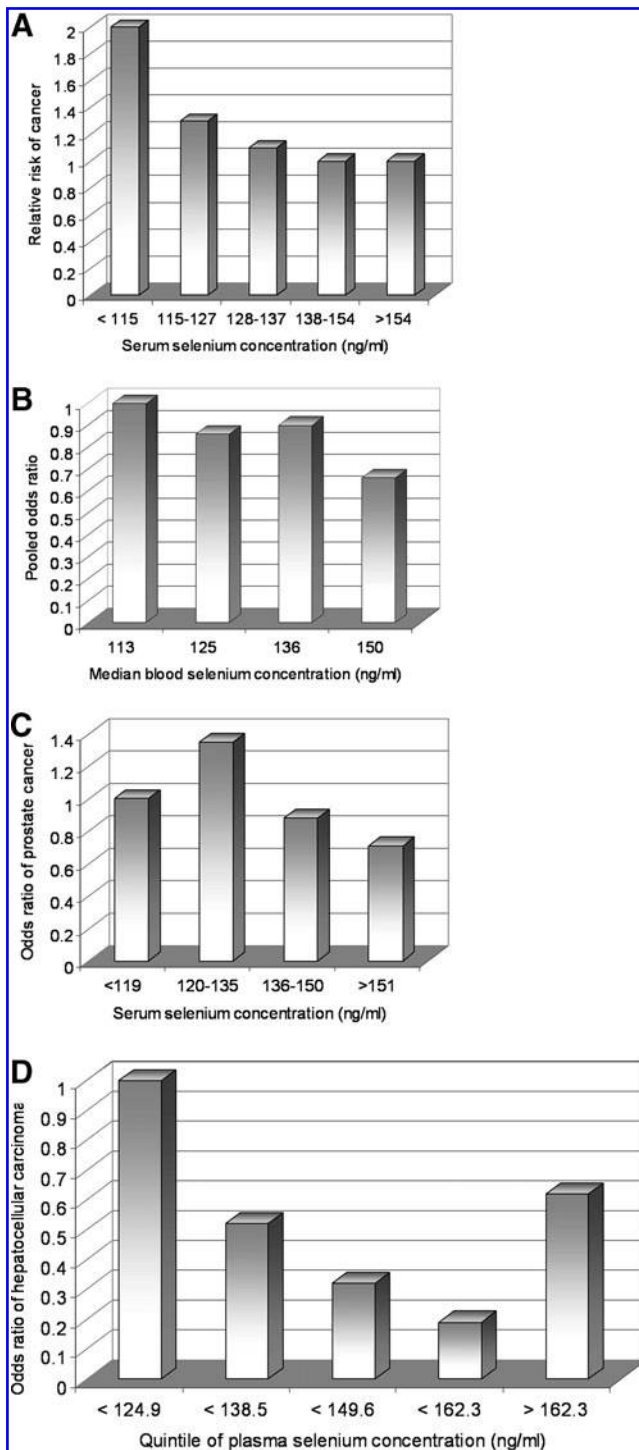 A
Relative risk of cancer
2
1.8
1.6
1.4
1.2
1
0.8
0.6
0.4
0.2
0
< 115 115-127 128-137 138-154 >154
Serum selenium concentration (ng/ml)
B
Pooled odds ratio
1
0.9
0.8
0.7
0.6
0.5
0.4
0.3
0.2
0.1
0
113 125 136 150
Median blood selenium concentration (ng/ml)
C
Odds ratio of prostate cancer
1.4
1.2
1
0.8
0.6
0.4
0.2
0
<119 120-135 136-150 >151
Serum selenium concentration (ng/ml)
D
Odds ratio of hepatocellular carcinoma
1
0.9
0.8
0.7
0.6
0.5
0.4
0.3
0.2
0.1
0
< 124.9 < 138.5 < 149.6 < 162.3 > 162.3
Quintile of plasma selenium concentration (ng/ml)